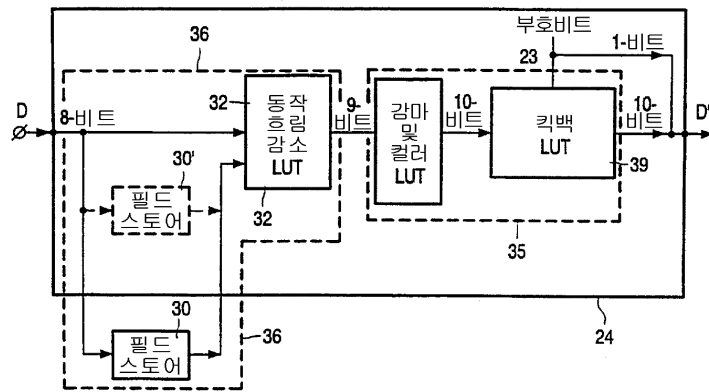 부호비트
36
23
1-비트
D
8-비트
32
동작
흐름
감소
LUT
32
9-
비트
감마
및
컬러
LUT
10-
비트
킥백
LUT
39
10-
비트
D'
30'
필드
스토어
35
30
필드
스토어
36
24